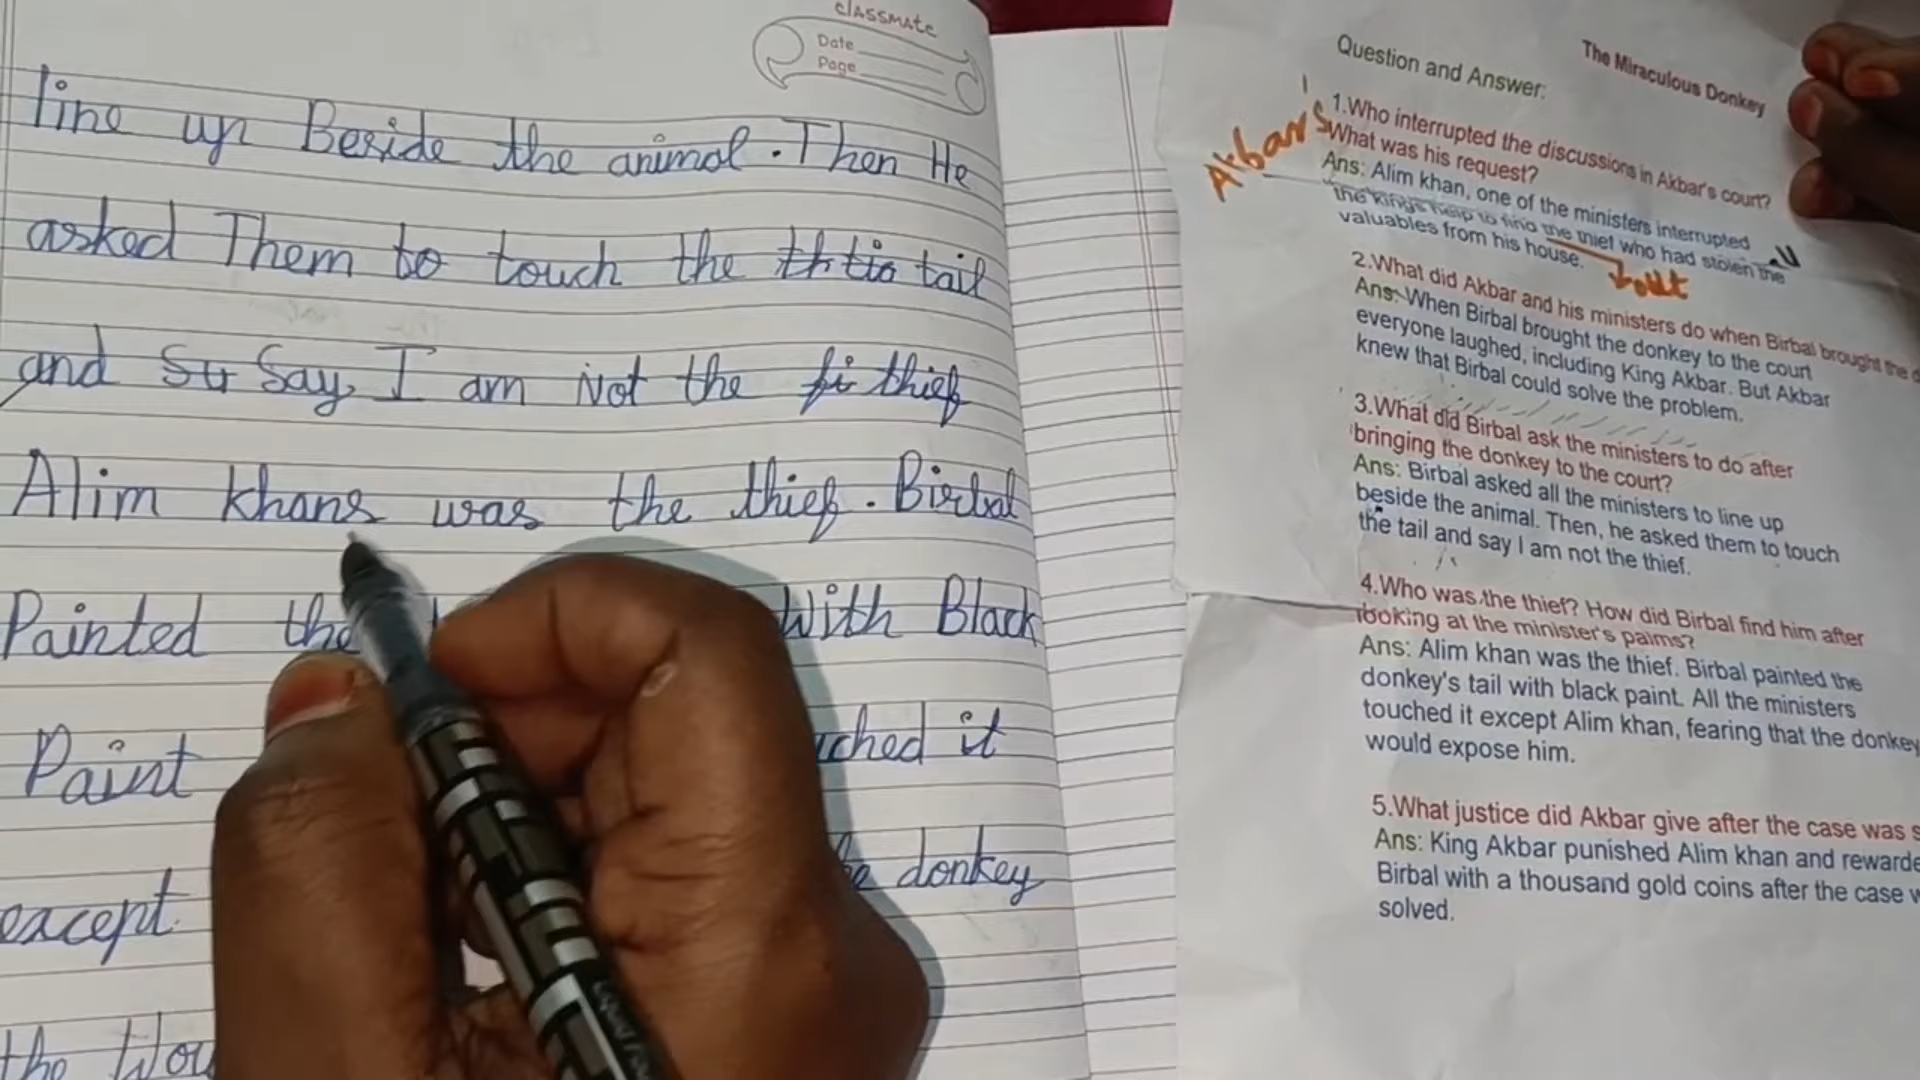 classmate
Date
Page
line up Beside the animal. Then He
asked Them to touch the tail
and Say I am Not the thief
Alim khans was the thief. Birbal
Painted the With Black
Paint it
except donkey
the
The Miraculous Donkey
Question and Answer:
Akbar's
1.Who interrupted the discussions in Akbar's court?
What was his request?
Ans: Alim khan, one of the ministers interrupted
the kings help to find the thief who had stolen the
valuables from his house.
2.What did Akbar and his ministers do when Birbal brought the
Ans: When Birbal brought the donkey to the court
everyone laughed, including King Akbar. But Akbar
knew that Birbal could solve the problem.
3.What did Birbal ask the ministers to do after
bringing the donkey to the court?
Ans: Birbal asked all the ministers to line up
beside the animal. Then, he asked them to touch
the tail and say I am not the thief.
4.Who was the thief? How did Birbal find him after
looking at the minister's palms?
Ans: Alim khan was the thief. Birbal painted the
donkey's tail with black paint. All the ministers
touched it except Alim khan, fearing that the donkey
would expose him.
5.What justice did Akbar give after the case was
Ans: King Akbar punished Alim khan and
Birbal with a thousand gold coins after the case
solved.